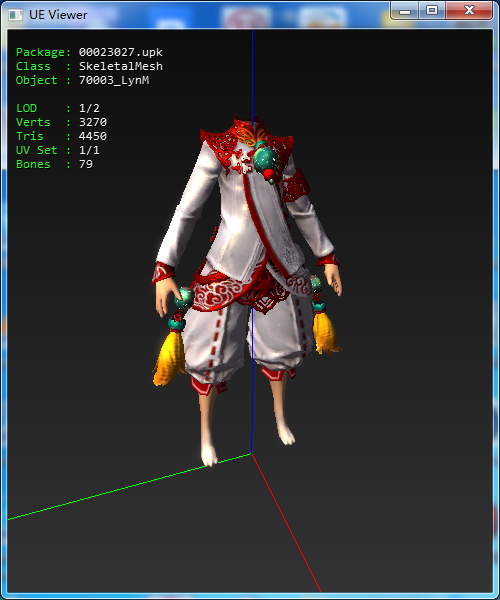 UE Viewer
Package: 00023027.upk
Class : SkeletalMesh
Object : 70003_LynM
LOD : 1/2
Verts : 3270
Tris : 4450
UV Set : 1/1
Bones : 79